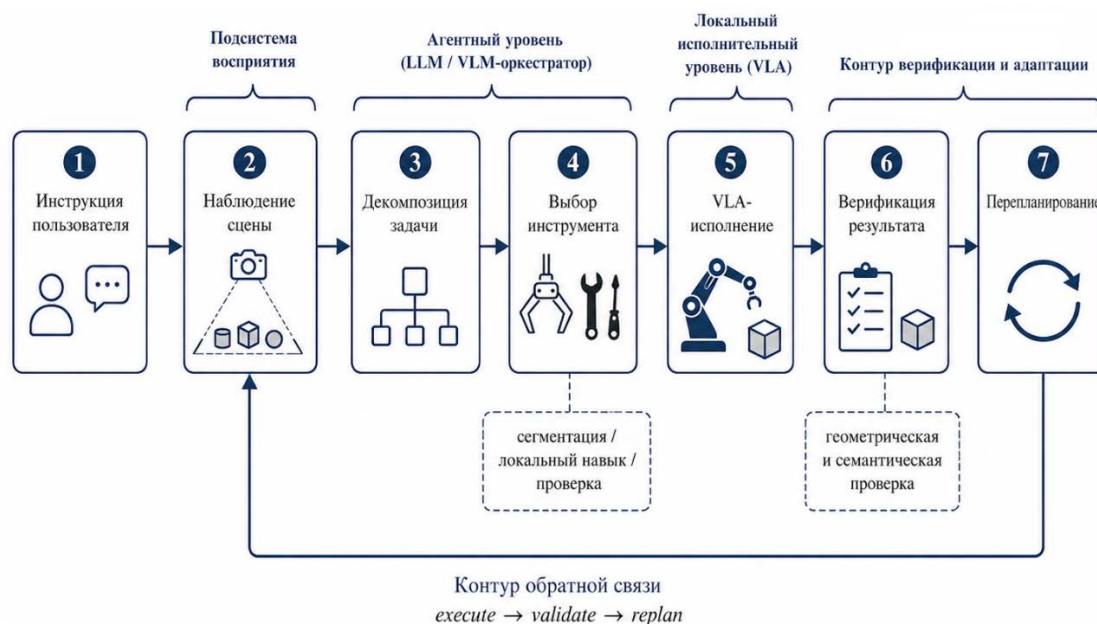 Подсистема
восприятия
Агентный уровень
(LLM / VLM-оркестратор)
Локальный
исполнительный
уровень (VLA)
Контур верификации и адаптации
1
Инструкция
пользователя
2
Наблюдение
сцены
3
Декомпозиция
задачи
4
Выбор
инструмента
5
VLA-
исполнение
6
Верификация
результата
7
Перепланирование
сегментация /
локальный навык /
проверка
геометрическая
и семантическая
проверка
Контур обратной связи
execute → validate → replan